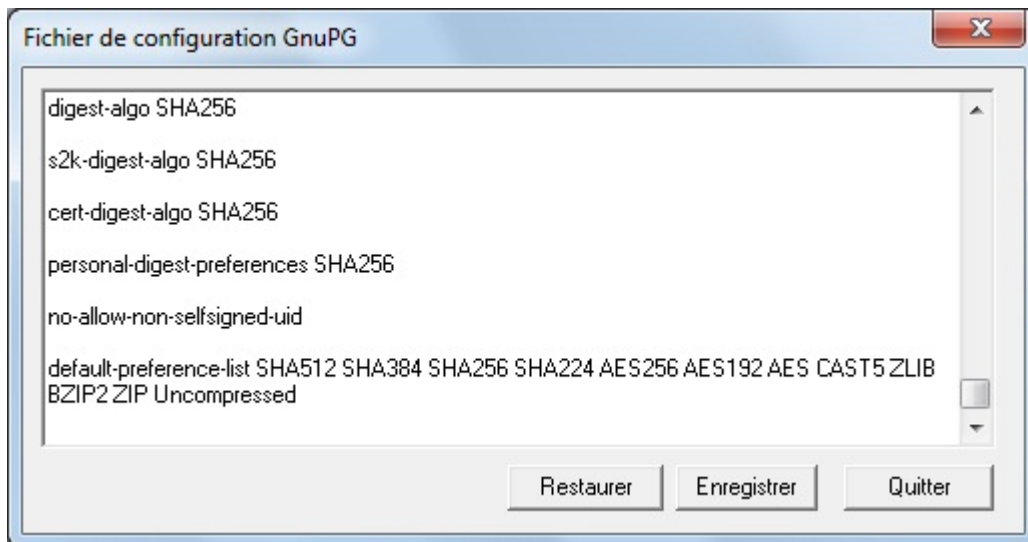 Fichier de configuration GnuPG
digest-algo SHA256
s2k-digest-algo SHA256
cert-digest-algo SHA256
personal-digest-preferences SHA256
no-allow-non-selfsigned-uid
default-preference-list SHA512 SHA384 SHA256 SHA224 AES256 AES192 AES CAST5 ZLIB
BZIP2 ZIP Uncompressed
Restaurer Enregistrer Quitter